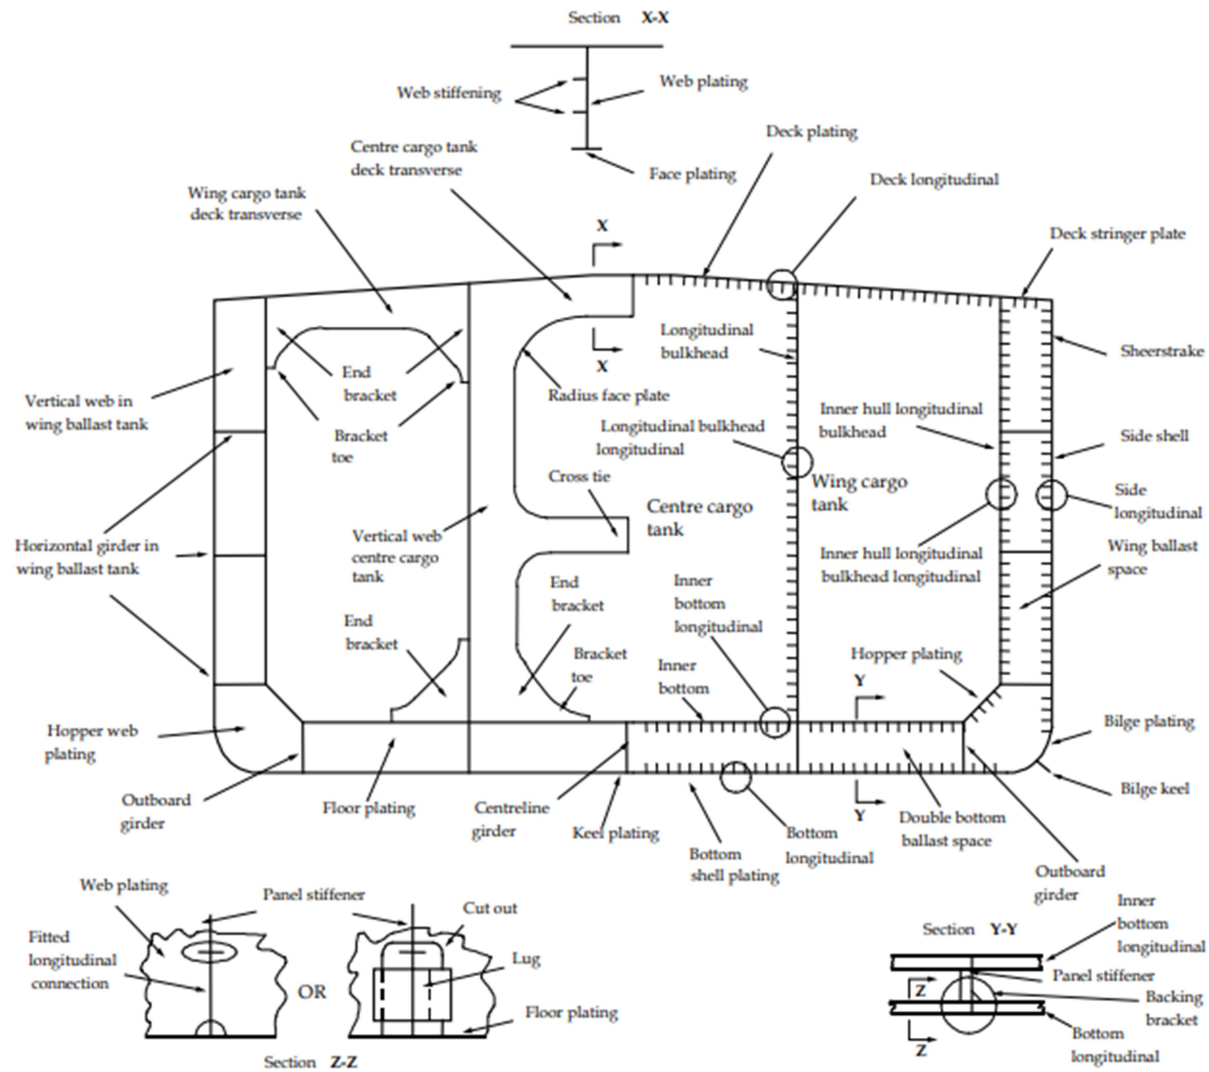 Section X-X
Web stiffening
Web plating
Face plating
Centre cargo tank
deck transverse
Wing cargo tank
deck transverse
Deck plating
Deck longitudinal
Deck stringer plate
X
X
Longitudinal
bulkhead
Sheerstrake
End
bracket
Radius face plate
Vertical web in
wing ballast tank
Bracket
toe
Longitudinal bulkhead
longitudinal
Inner hull longitudinal
bulkhead
Side shell
Cross tie
Wing cargo
tank
Centre cargo
tank
Side
longitudinal
Horizontal girder in
wing ballast tank
Vertical web
centre cargo
tank
Inner hull longitudinal
bulkhead longitudinal
Wing ballast
space
End
bracket
Inner
bottom
longitudinal
End
bracket
Bracket
toe
Inner
bottom
Hopper plating
Y
Hopper web
plating
Bilge plating
Outboard
girder
Floor plating
Centreline
girder
Keel plating
Bottom
shell plating
Bottom
longitudinal
Y
Double bottom
ballast space
Bilge keel
Outboard
girder
Web plating
Panel stiffener
Cut out
Fitted
longitudinal
connection
OR
Lug
Floor plating
Section Z-Z
Section Y-Y
Inner
bottom
longitudinal
Panel stiffener
Z
Backing
bracket
Z
Bottom
longitudinal